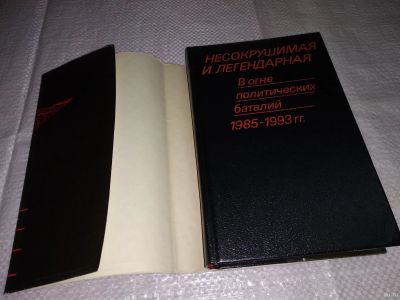 НЕСОКРУШИМАЯ
И ЛЕГЕНДАРНАЯ
В огне
политических
баталий
1985-1993 гг.